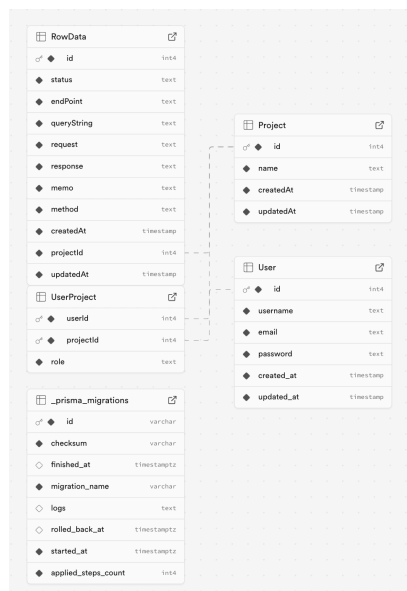 RowData
id int4
status text
endPoint text
queryString text
request text
response text
memo text
method text
createdAt timestamp
projectId int4
updatedAt timestamp
UserProject
userId int4
projectId int4
role text
_prisma_migrations
id varchar
checksum varchar
finished_at timestamptz
migration_name varchar
logs text
rolled_back_at timestamptz
started_at timestamptz
applied_steps_count int4
Project
id int4
name text
createdAt timestamp
updatedAt timestamp
User
id int4
username text
email text
password text
created_at timestamp
updated_at timestamp